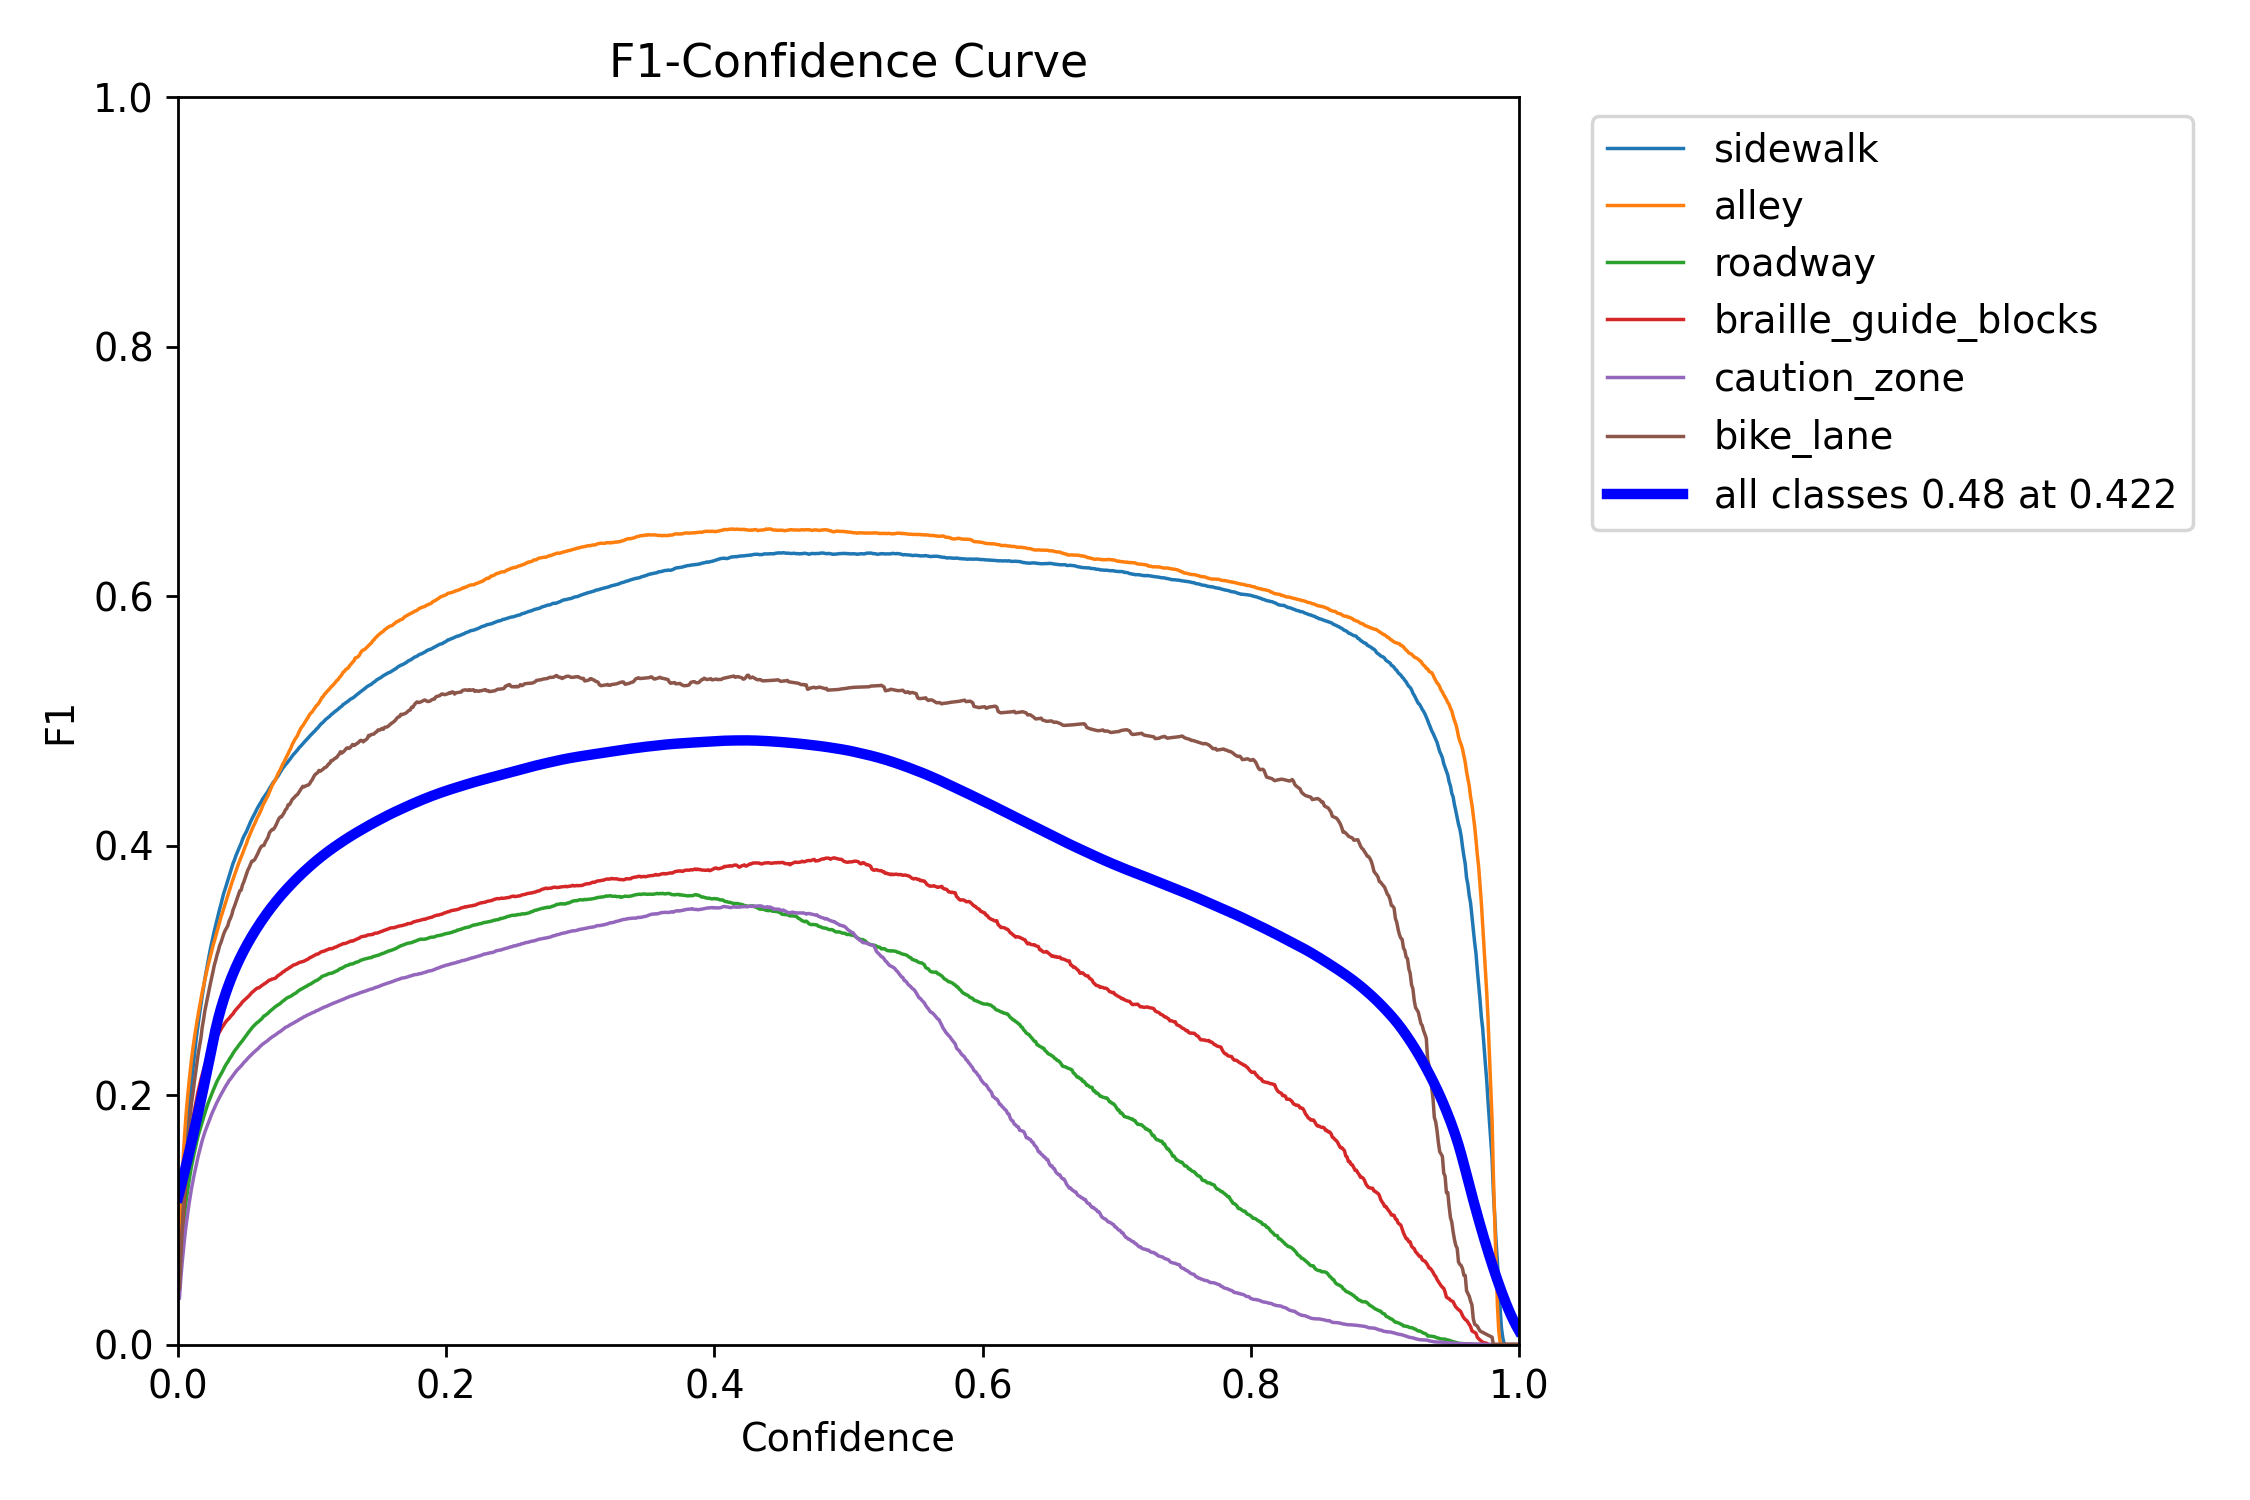 F1-Confidence Curve
1.0
0.8
0.6
0.4
0.2
0.0
F1
0.0 0.2 0.4 0.6 0.8 1.0
Confidence
sidewalk
alley
roadway
braille_guide_blocks
caution_zone
bike_lane
all classes 0.48 at 0.422